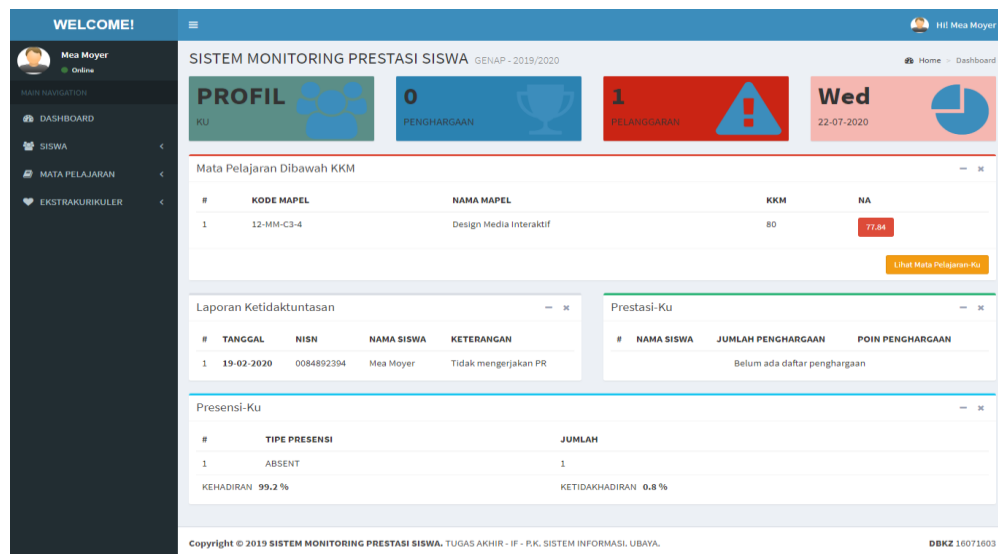 WELCOME!
Hi! Mea Moyer
Mea Moyer
Online
MAIN NAVIGATION
DASHBOARD
SISWA
MATA PELAJARAN
EKSTRAKURIKULER
SISTEM MONITORING PRESTASI SISWA GENAP - 2019/2020
Home > Dashboard
PROFIL
KU
0
PENGHARGAAN
1
PELANGGARAN
Wed
22-07-2020
Mata Pelajaran Dibawah KKM
# KODE MAPEL NAMA MAPEL KKM NA
1 12-MM-C3-4 Design Media Interaktif 80 77.84
Lihat Mata Pelajaran-Ku
Laporan Ketidaktuntasan
# TANGGAL NISN NAMA SISWA KETERANGAN
1 19-02-2020 0084892394 Mea Moyer Tidak mengerjakan PR
Prestasi-Ku
# NAMA SISWA JUMLAH PENGHARGAAN POIN PENGHARGAAN
Belum ada daftar penghargaan
Presensi-Ku
# TIPE PRESENSI JUMLAH
1 ABSENT 1
KEHADIRAN 99.2 % KETIDAKHADIRAN 0.8 %
Copyright © 2019 SISTEM MONITORING PRESTASI SISWA. TUGAS AKHIR - IF - P.K. SISTEM INFORMASI. UBAYA. DBKZ 16071603